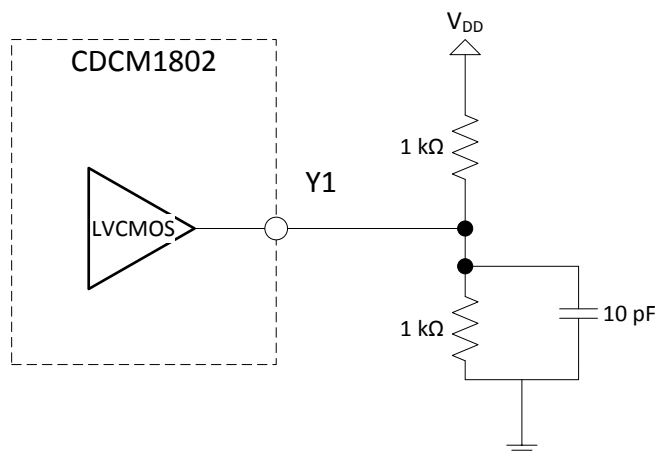 V_DD
CDCM1802
1 kΩ
Y1
LVCMOS
1 kΩ
10 pF